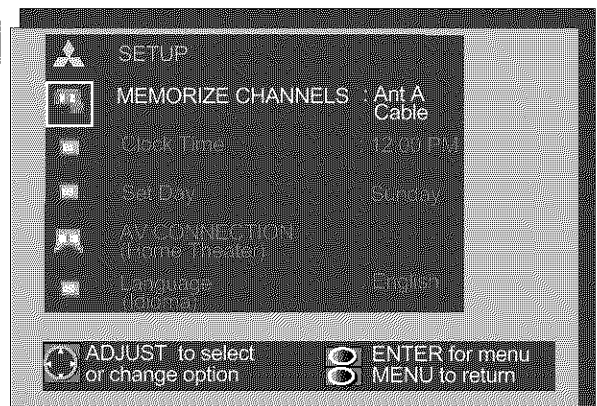 SETUP
MEMORIZE CHANNELS : Ant A
Cable
Clock Time 12:00 PM
Set Day Sunday
AV CONNECTION
(Home Theater)
Language English
(Idioma)
ADJUST to select
or change option
ENTER for menu
MENU to return